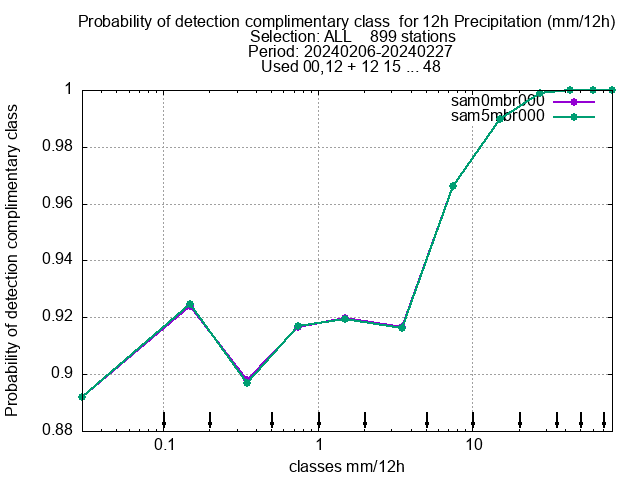 Probability of detection complimentary class  for 12h Precipitation (mm/12h)
Selection: ALL    899 stations
Period: 20240206-20240227
Used 00,12 + 12 15 ... 48
sam0mbr000
sam5mbr000
1
0.98
0.96
0.94
0.92
0.9
0.88
Probability of detection complimentary class
0.1 1 10
classes mm/12h